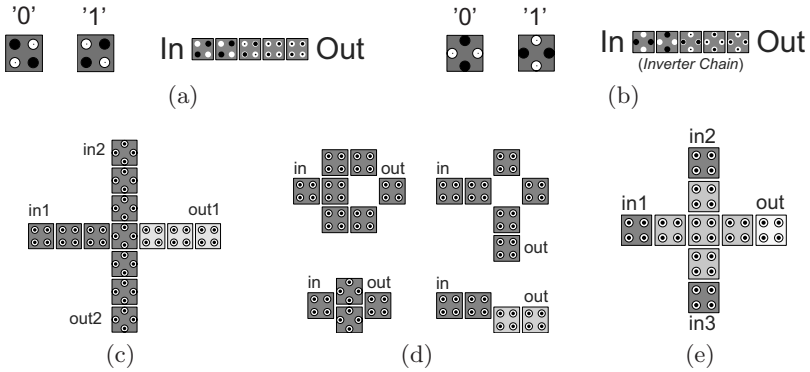 '0' '1'
In Out
(a)
'0' '1'
In Out
(Inverter Chain)
(b)
in2
in1 out1
out2
(c)
in out
in out
in out
in out
(d)
in2
in1 out
in3
(e)